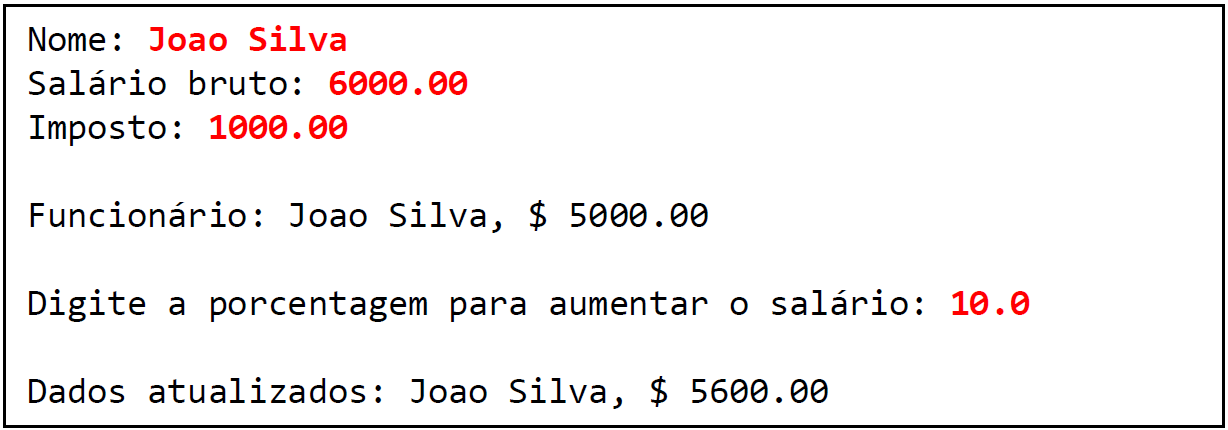 Nome: Joao Silva
Salário bruto: 6000.00
Imposto: 1000.00
Funcionário: Joao Silva, $ 5000.00
Digite a porcentagem para aumentar o salário: 10.0
Dados atualizados: Joao Silva, $ 5600.00